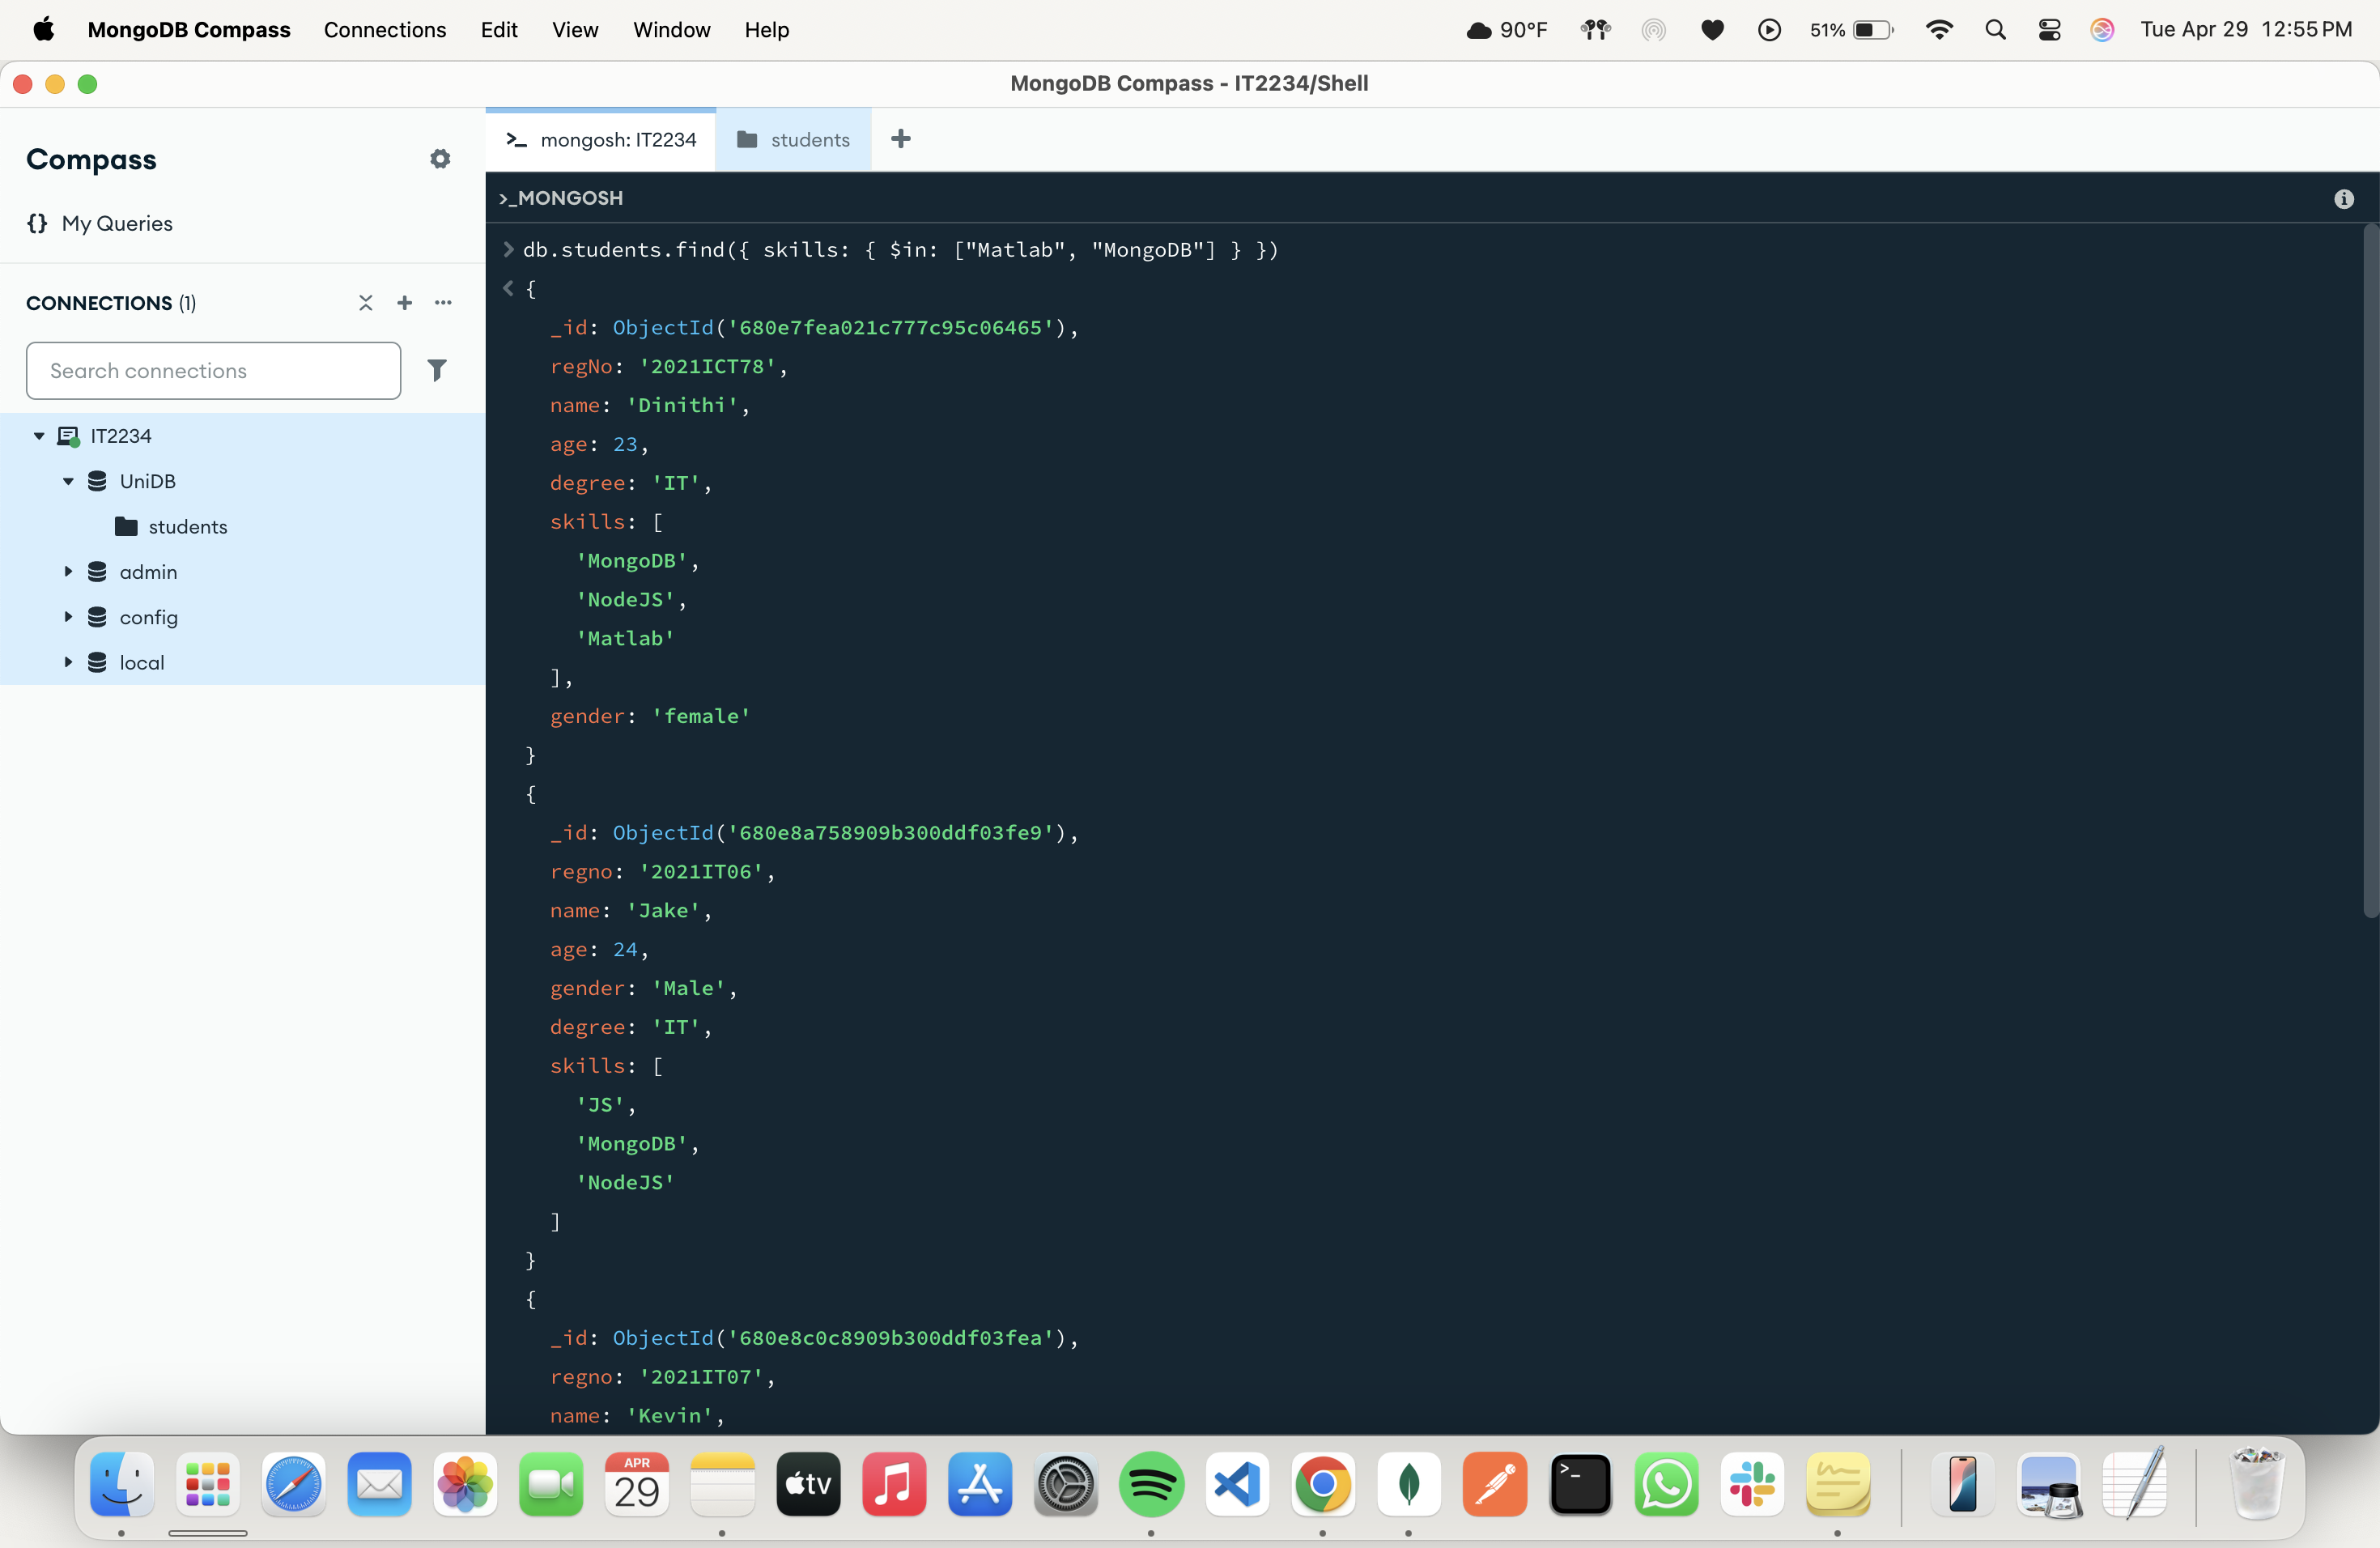 MongoDB Compass Connections Edit View Window Help 90°F 51% Tue Apr 29 12:55 PM
MongoDB Compass - IT2234/Shell
Compass
My Queries
CONNECTIONS (1)
Search connections
IT2234
UniDB
students
admin
config
local
mongosh: IT2234 students
>_MONGOSH
> db.students.find({ skills: { $in: ["Matlab", "MongoDB"] } })
< {
_id: ObjectId('680e7fea021c777c95c06465'),
regNo: '2021ICT78',
name: 'Dinithi',
age: 23,
degree: 'IT',
skills: [
'MongoDB',
'NodeJS',
'Matlab'
],
gender: 'female'
}
{
_id: ObjectId('680e8a758909b300ddf03fe9'),
regno: '2021IT06',
name: 'Jake',
age: 24,
gender: 'Male',
degree: 'IT',
skills: [
'JS',
'MongoDB',
'NodeJS'
]
}
{
_id: ObjectId('680e8c0c8909b300ddf03fea'),
regno: '2021IT07',
name: 'Kevin',
APR
29
tv
>_